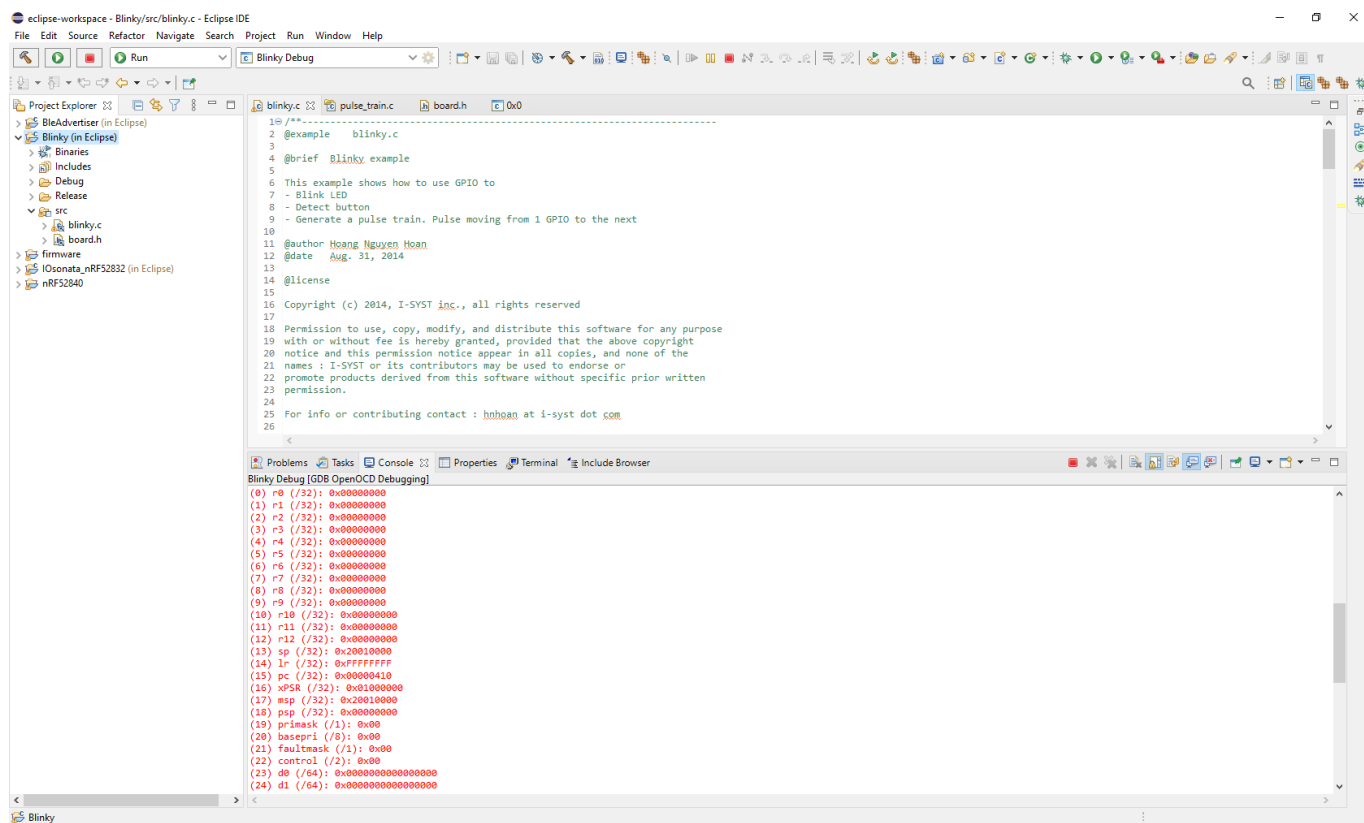 eclipse-workspace - Blinky/src/blinky.c - Eclipse IDE
File Edit Source Refactor Navigate Search Project Run Window Help
Run Blinky Debug
Project Explorer
BleAdvertiser (in Eclipse)
Blinky (in Eclipse)
Binaries
Includes
Debug
Release
src
blinky.c
board.h
firmware
IOsonata_nRF52832 (in Eclipse)
nRF52840
blinky.c pulse_train.c board.h 0x0
1 /**-----------------------------------------------------------------------
2 @example    blinky.c
3
4 @brief  Blinky example
5
6 This example shows how to use GPIO to
7 - Blink LED
8 - Detect button
9 - Generate a pulse train. Pulse moving from 1 GPIO to the next
10
11 @author Hoang Nguyen Hoan
12 @date   Aug. 31, 2014
13
14 @license
15
16 Copyright (c) 2014, I-SYST inc., all rights reserved
17
18 Permission to use, copy, modify, and distribute this software for any purpose
19 with or without fee is hereby granted, provided that the above copyright
20 notice and this permission notice appear in all copies, and none of the
21 names : I-SYST or its contributors may be used to endorse or
22 promote products derived from this software without specific prior written
23 permission.
24
25 For info or contributing contact : hnhoan at i-syst dot com
26
Problems Tasks Console Properties Terminal Include Browser
Blinky Debug [GDB OpenOCD Debugging]
(0) r0 (/32): 0x00000000
(1) r1 (/32): 0x00000000
(2) r2 (/32): 0x00000000
(3) r3 (/32): 0x00000000
(4) r4 (/32): 0x00000000
(5) r5 (/32): 0x00000000
(6) r6 (/32): 0x00000000
(7) r7 (/32): 0x00000000
(8) r8 (/32): 0x00000000
(9) r9 (/32): 0x00000000
(10) r10 (/32): 0x00000000
(11) r11 (/32): 0x00000000
(12) r12 (/32): 0x00000000
(13) sp (/32): 0x20010000
(14) lr (/32): 0xFFFFFFFF
(15) pc (/32): 0x00000410
(16) xPSR (/32): 0x01000000
(17) msp (/32): 0x20010000
(18) psp (/32): 0x00000000
(19) primask (/1): 0x00
(20) basepri (/8): 0x00
(21) faultmask (/1): 0x00
(22) control (/2): 0x00
(23) d0 (/64): 0x0000000000000000
(24) d1 (/64): 0x0000000000000000
Blinky